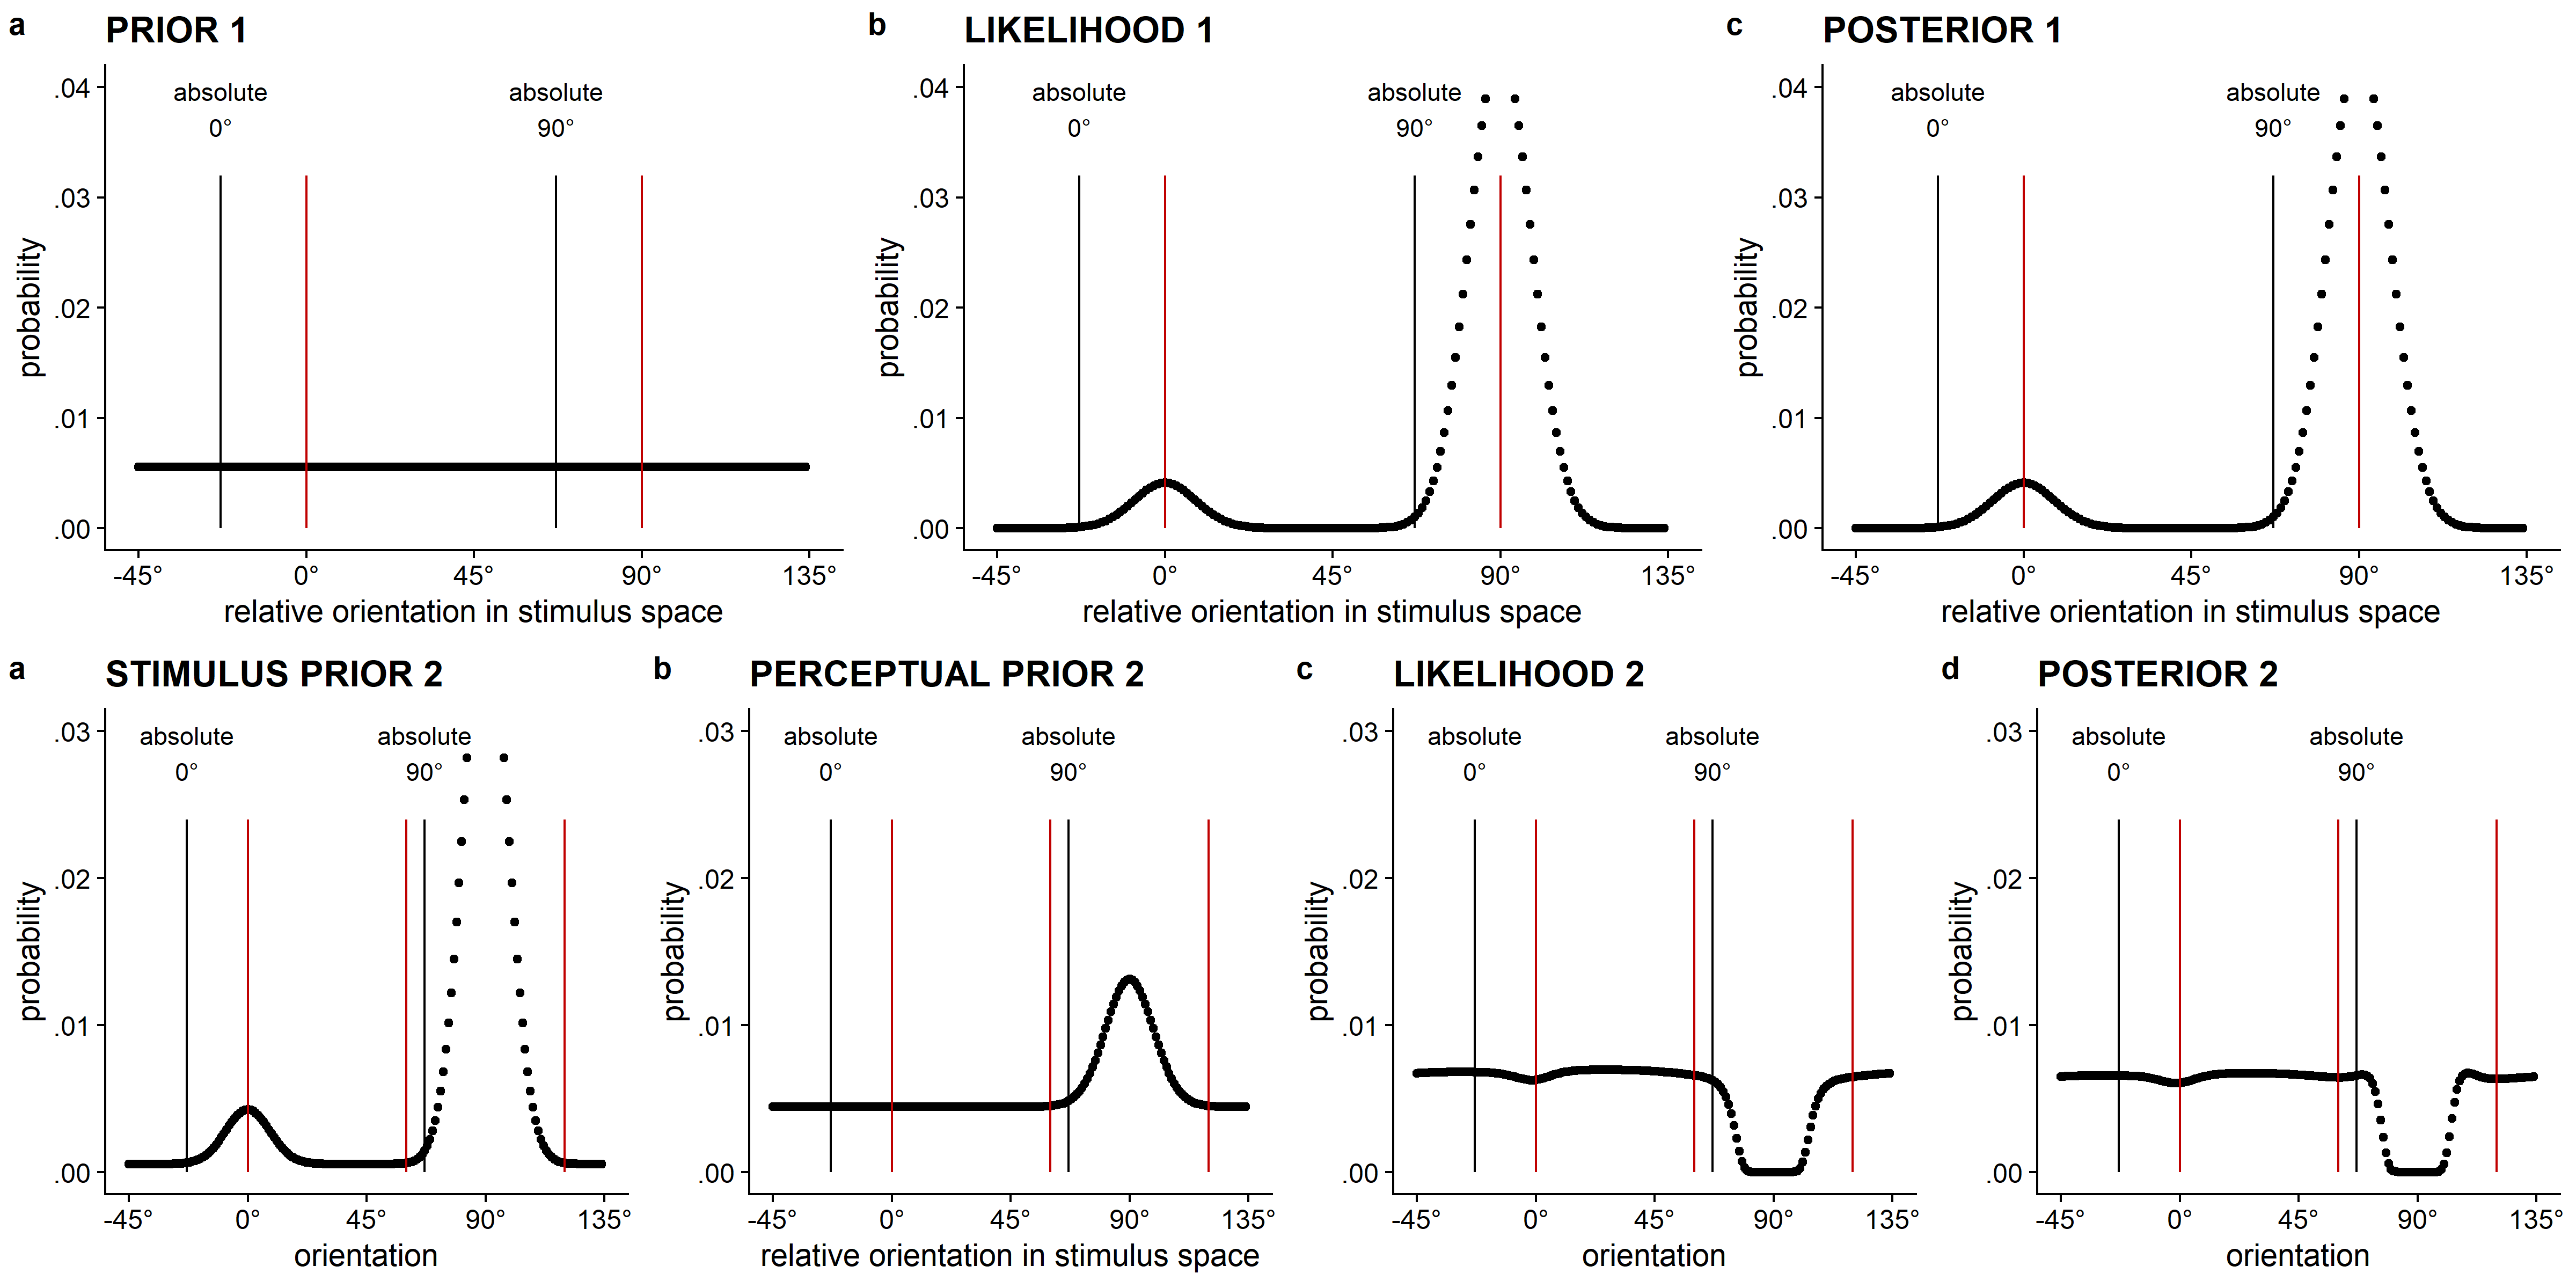 a PRIOR 1
absolute absolute
0° 90°
.04
.03
.02
.01
.00
probability
-45° 0° 45° 90° 135°
relative orientation in stimulus space
b LIKELIHOOD 1
absolute absolute
0° 90°
.04
.03
.02
.01
.00
probability
-45° 0° 45° 90° 135°
relative orientation in stimulus space
c POSTERIOR 1
absolute absolute
0° 90°
.04
.03
.02
.01
.00
probability
-45° 0° 45° 90° 135°
relative orientation in stimulus space
a STIMULUS PRIOR 2
absolute absolute
0° 90°
.03
.02
.01
.00
probability
-45° 0° 45° 90° 135°
orientation
b PERCEPTUAL PRIOR 2
absolute absolute
0° 90°
.03
.02
.01
.00
probability
-45° 0° 45° 90° 135°
relative orientation in stimulus space
c LIKELIHOOD 2
absolute absolute
0° 90°
.03
.02
.01
.00
probability
-45° 0° 45° 90° 135°
orientation
d POSTERIOR 2
absolute absolute
0° 90°
.03
.02
.01
.00
probability
-45° 0° 45° 90° 135°
orientation